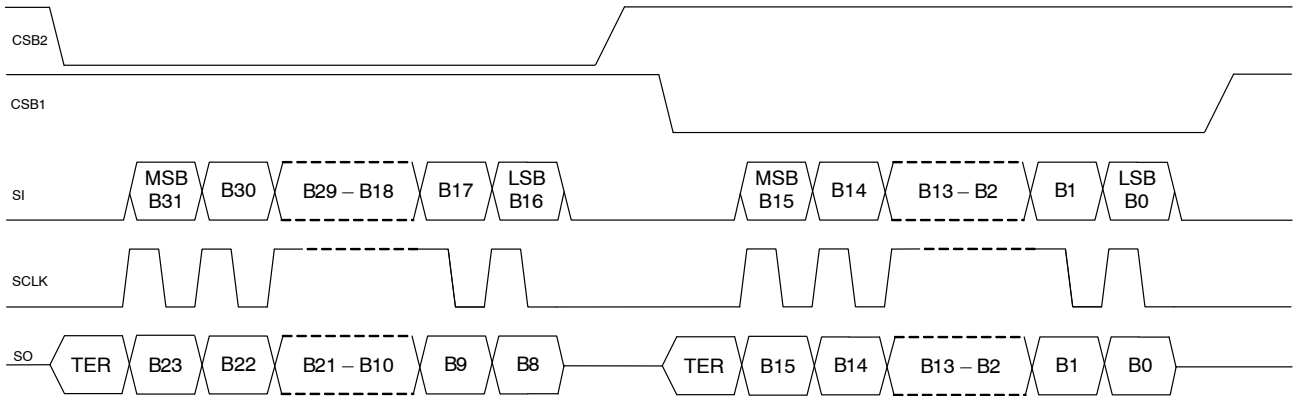 CSB2
CSB1
SI
MSB
B31
B30
B29 – B18
B17
LSB
B16
MSB
B15
B14
B13 – B2
B1
LSB
B0
SCLK
SO
TER
B23
B22
B21 – B10
B9
B8
TER
B15
B14
B13 – B2
B1
B0